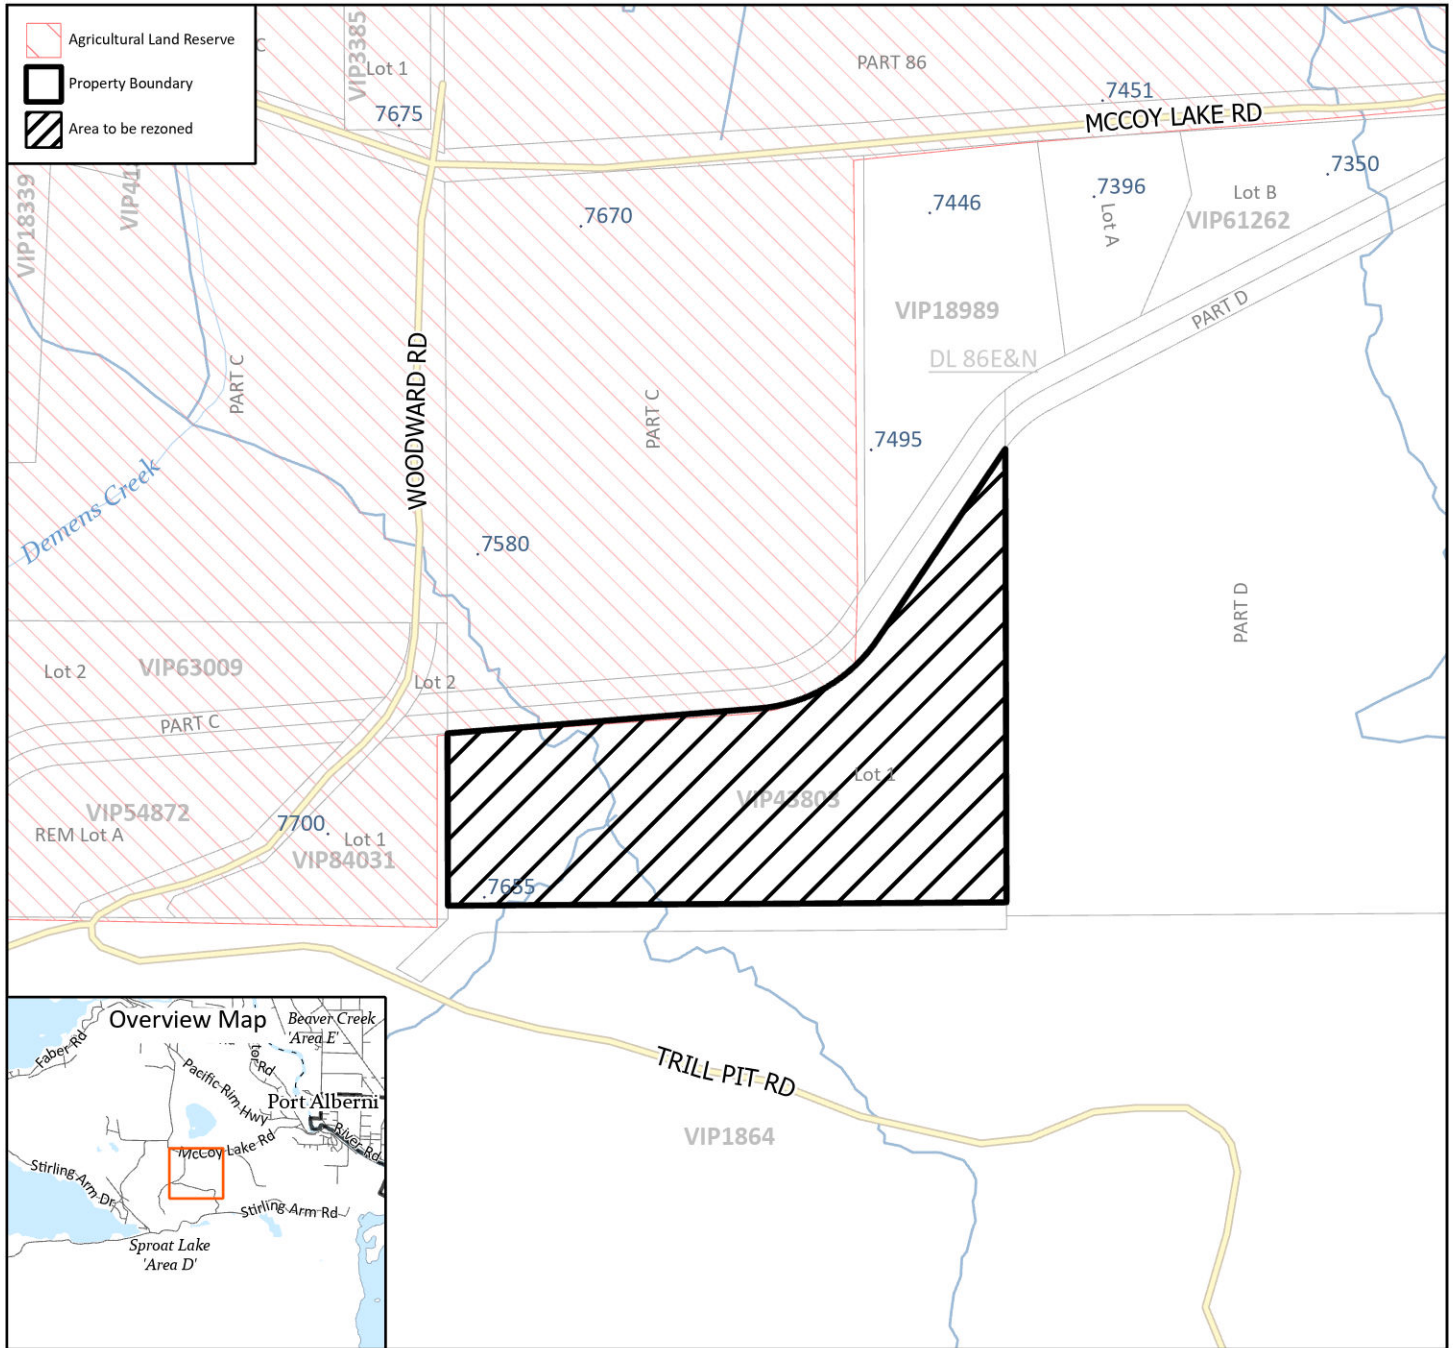 Agricultural Land Reserve
Property Boundary
Area to be rezoned
C
VIP3385
Lot 1
7675
PART 86
7451
MCCOY LAKE RD
7350
VIP18339
VIP41
7670
7446
7396
Lot A
Lot B
VIP61262
VIP18989
DL 86E&N
PART D
PART C
WOODWARD RD
PART C
7495
Demens Creek
7580
PART D
Lot 2
VIP63009
Lot 2
PART C
Lot 1
VIP43803
VIP54872
REM Lot A
7700
Lot 1
VIP84031
7655
TRILL PIT RD
VIP1864
Overview Map
Beaver Creek
'Area E'
Faber Rd
Pacific Rim Hwy
Port Alberni
River Rd
McCoy Lake Rd
Stirling Arm Dr
Stirling Arm Rd
Sproat Lake
'Area D'